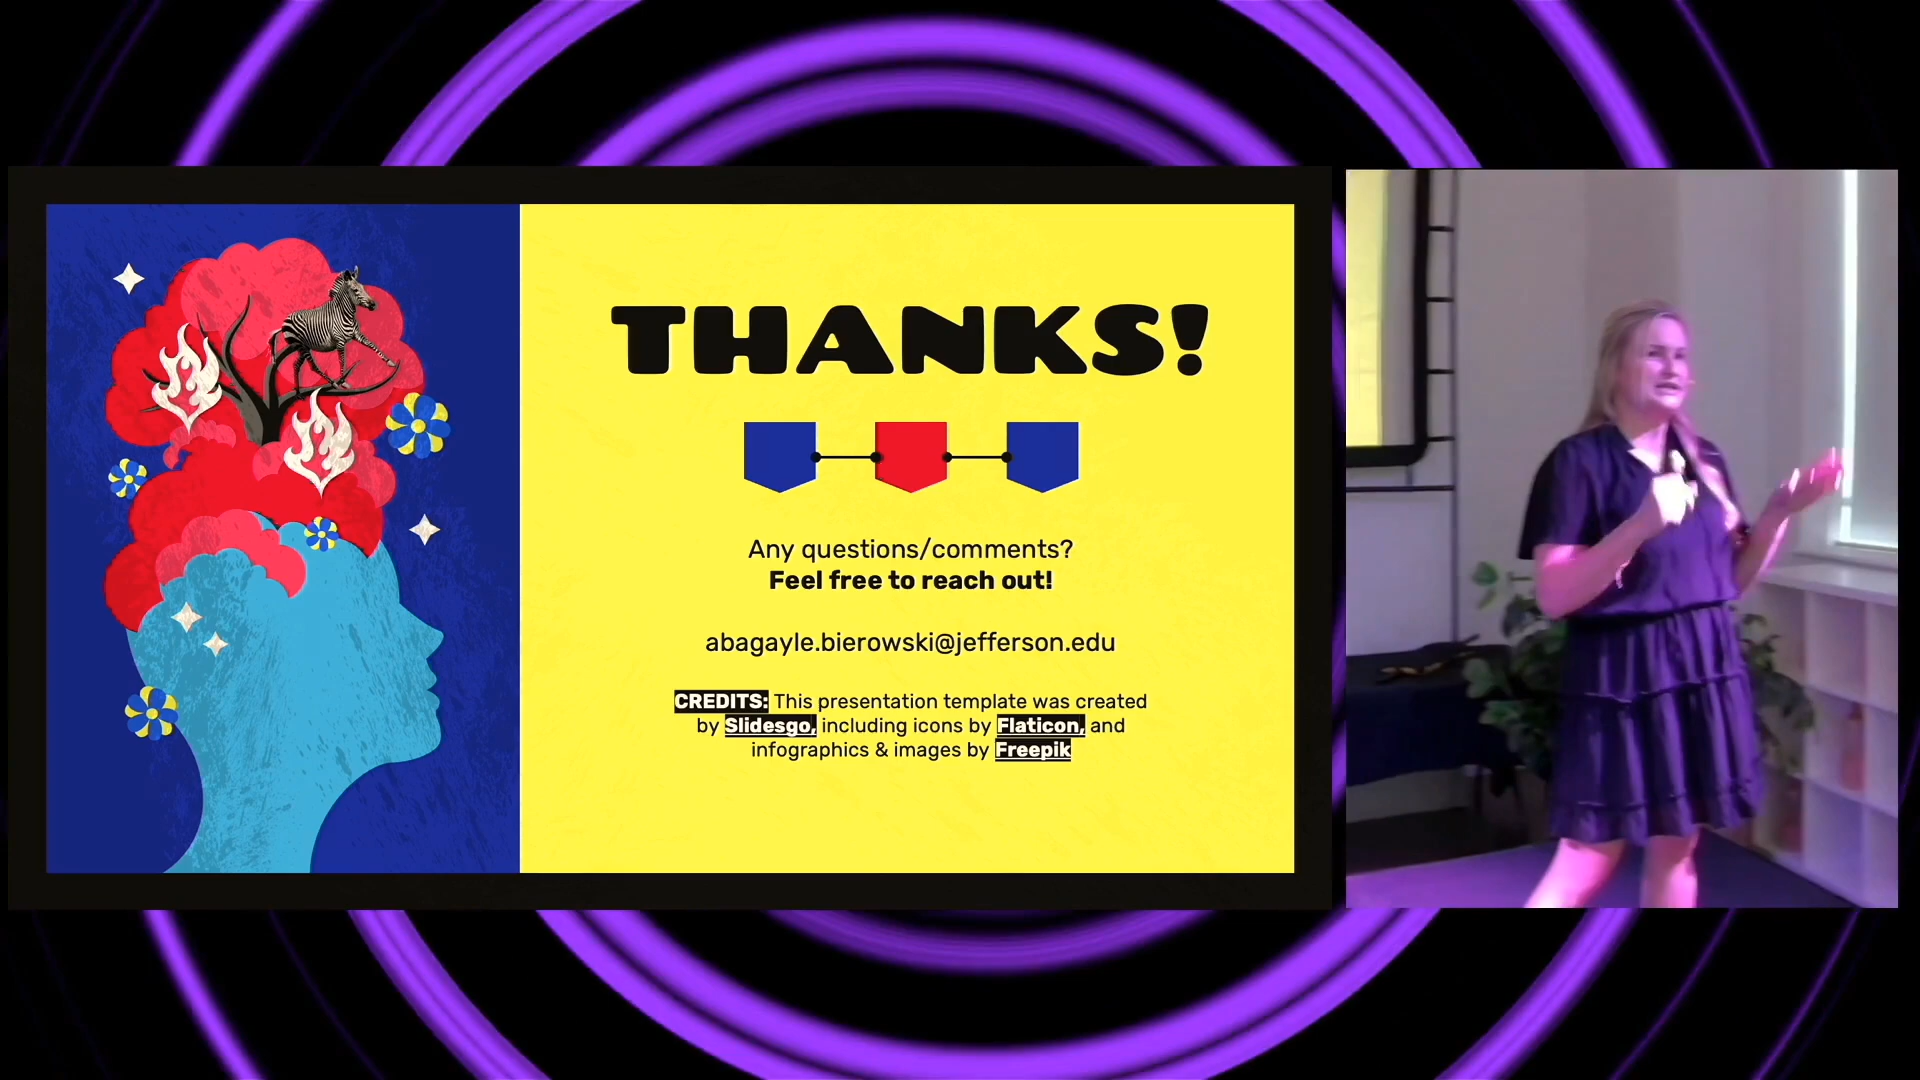 THANKS!
Any questions/comments?
Feel free to reach out!
abagayle.bierowski@jefferson.edu
CREDITS: This presentation template was created
by Slidesgo, including icons by Flaticon, and
infographics & images by Freepik